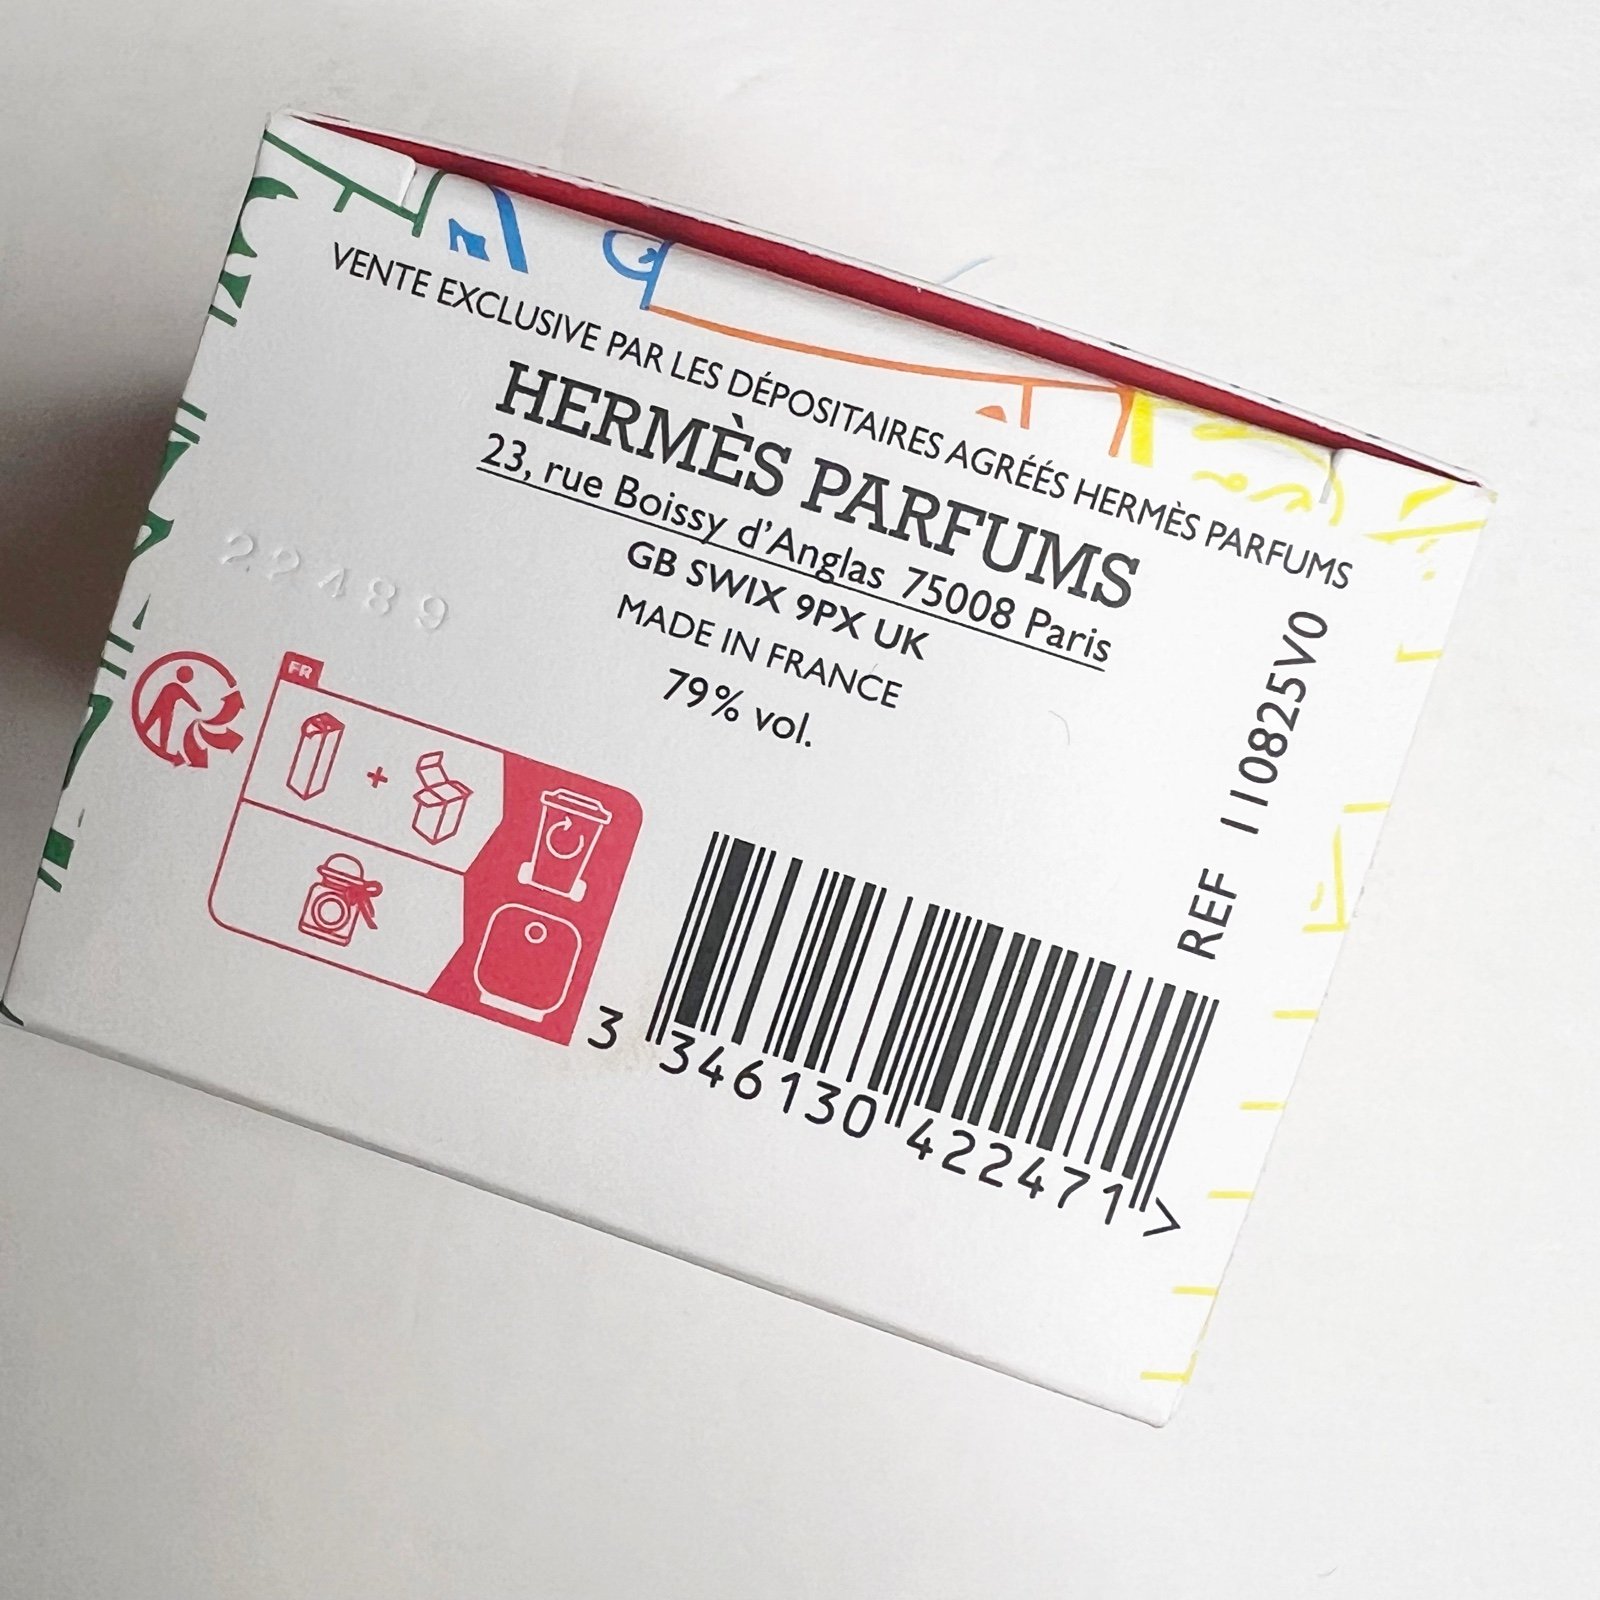 VENTE EXCLUSIVE PAR LES DÉPOSITAIRES AGRÉÉS HERMÈS PARFUMS
HERMÈS PARFUMS
23, rue Boissy d'Anglas 75008 Paris
GB SWIX 9PX UK
MADE IN FRANCE
79% vol.
22489
FR
REF 110825V0
3 346130 422471 >